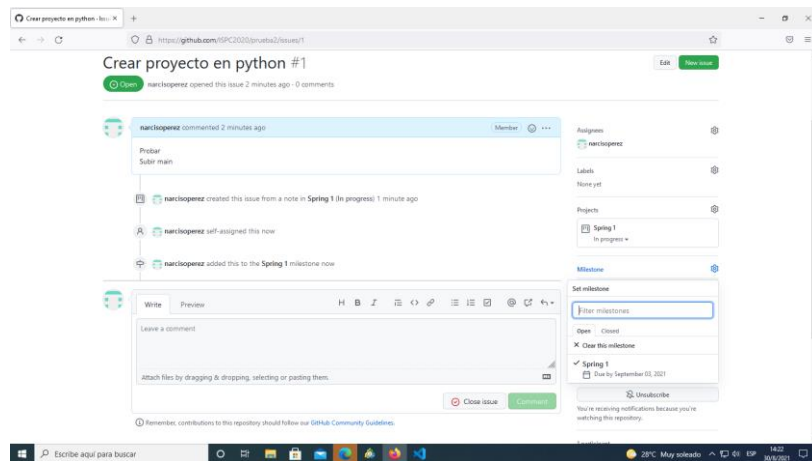 Crear proyecto en python · Issu
https://github.com/ISPC2020/prueba2/issues/1
Crear proyecto en python #1
Edit
New issue
Open
narcisoperez opened this issue 2 minutes ago · 0 comments
narcisoperez commented 2 minutes ago
Member
Probar
Subir main
narcisoperez created this issue from a note in Spring 1 (In progress) 1 minute ago
narcisoperez self-assigned this now
narcisoperez added this to the Spring 1 milestone now
Write
Preview
H B I
Leave a comment
Attach files by dragging & dropping, selecting or pasting them.
Close issue
Comment
Remember, contributions to this repository should follow our GitHub Community Guidelines.
Assignees
narcisoperez
Labels
None yet
Projects
Spring 1
In progress
Milestone
Set milestone
Filter milestones
Open
Closed
Clear this milestone
Spring 1
Due by September 03, 2021
Unsubscribe
You're receiving notifications because you're
watching this repository.
Escribe aquí para buscar
28°C Muy soleado
ESP
14:22
30/8/2021